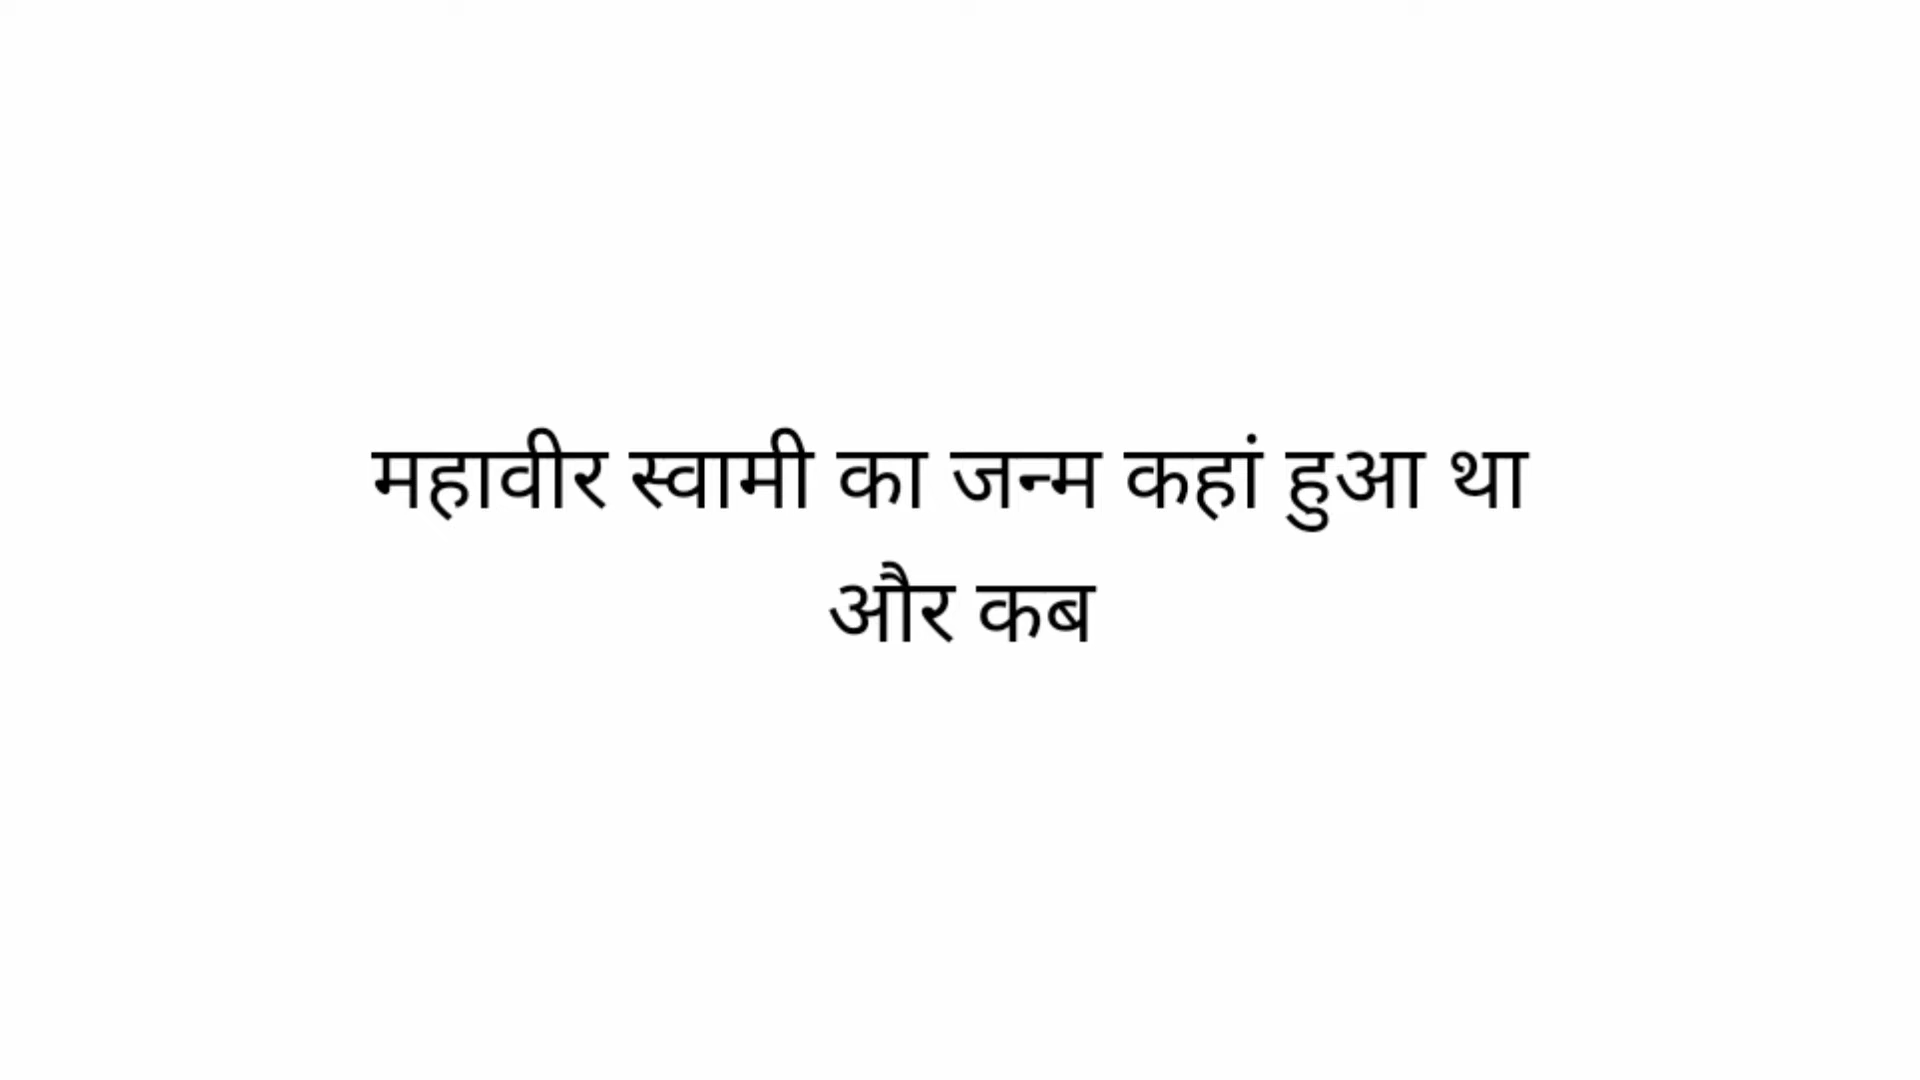 महावीर स्वामी का जन्म कहां हुआ था
और कब